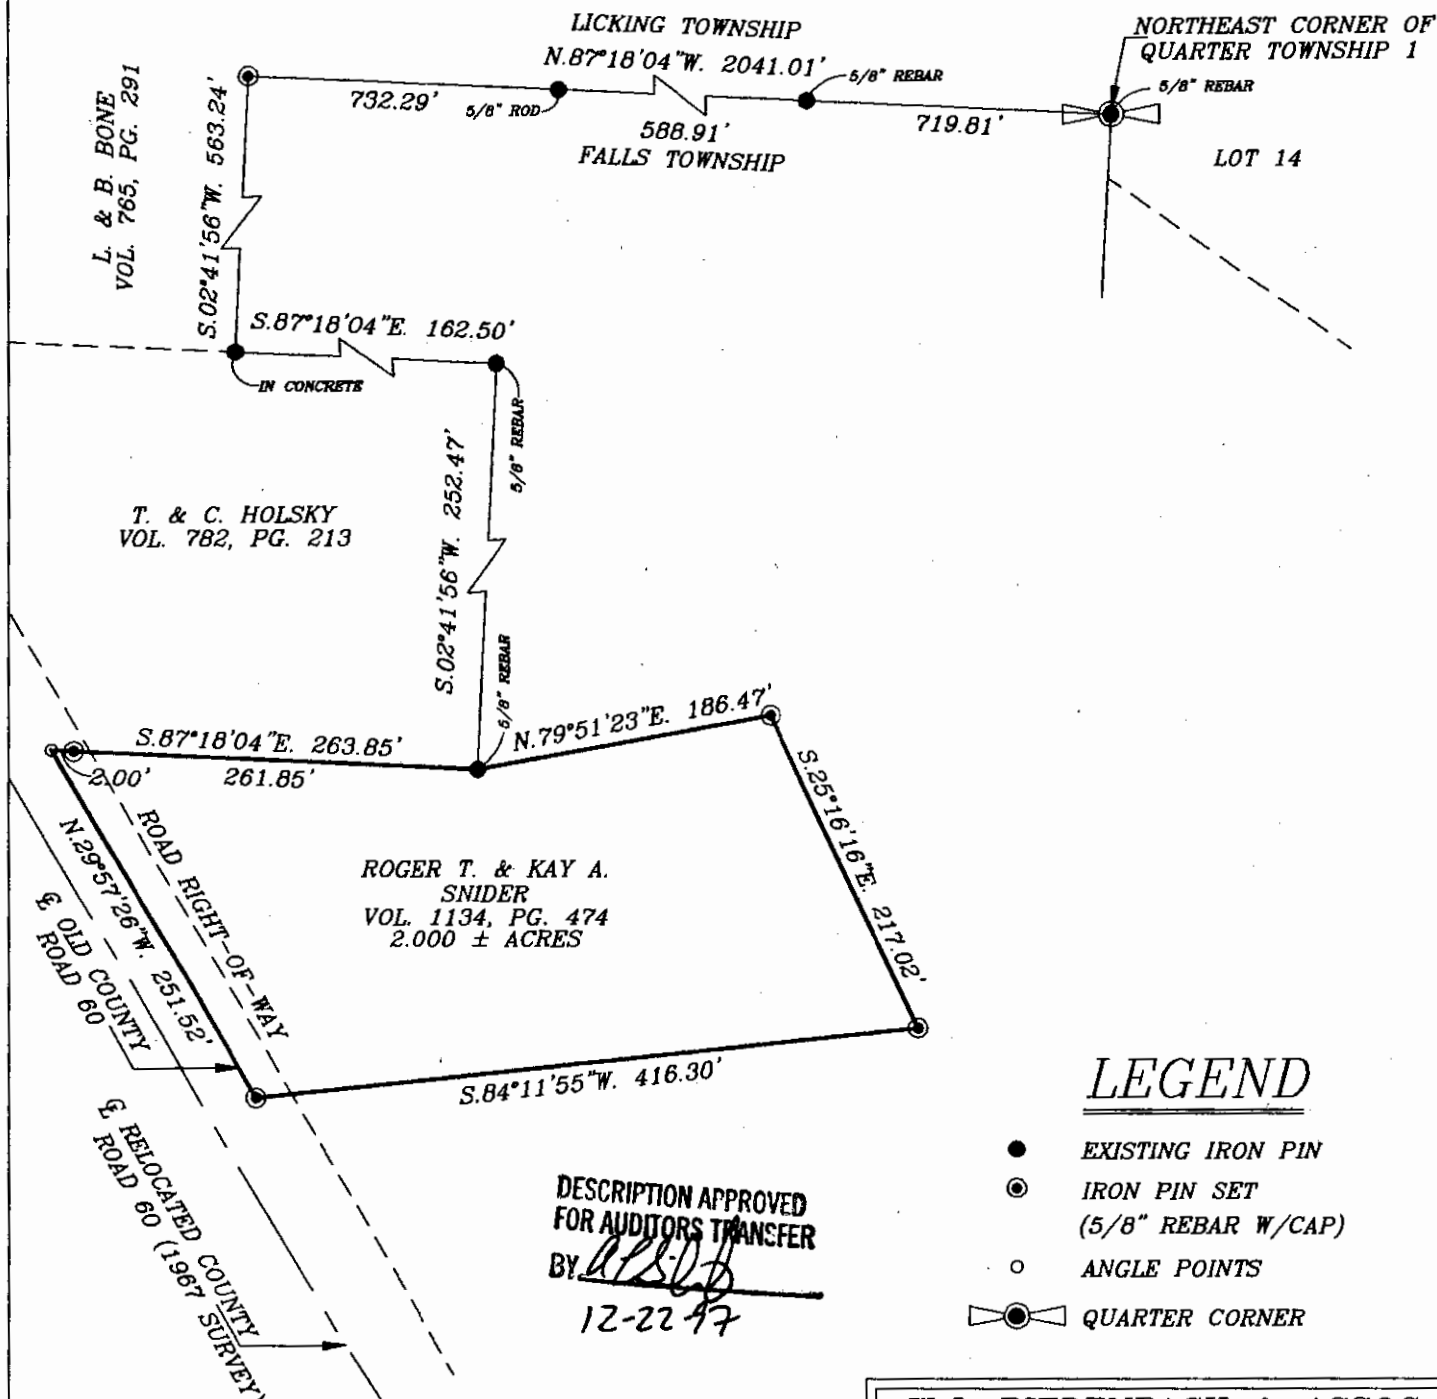 LICKING TOWNSHIP
N.87°18'04"W. 2041.01'
732.29'
5/8" ROD
5/8" REBAR
588.91'
FALLS TOWNSHIP
719.81'
NORTHEAST CORNER OF
QUARTER TOWNSHIP 1
5/8" REBAR
LOT 14
L. & B. BONE
VOL. 765, PG. 291
S.02°41'56"W. 563.24'
S.87°18'04"E. 162.50'
IN CONCRETE
5/8" REBAR
T. & C. HOLSKY
VOL. 782, PG. 213
S.02°41'56"W. 252.47'
5/8" REBAR
S.87°18'04"E. 263.85'
2.00'
261.85'
N.79°51'23"E. 186.47'
S.25°16'16"E. 217.02'
ROGER T. & KAY A.
SNIDER
VOL. 1134, PG. 474
2.000 ± ACRES
N.29°57'26"W. 251.52'
ROAD RIGHT-OF-WAY
℄ OLD COUNTY
ROAD 60
S.84°11'55"W. 416.30'
℄ RELOCATED COUNTY
ROAD 60 (1967 SURVEY)
DESCRIPTION APPROVED
FOR AUDITORS TRANSFER
BY
12-22-97
LEGEND
EXISTING IRON PIN
IRON PIN SET
(5/8" REBAR W/CAP)
ANGLE POINTS
QUARTER CORNER